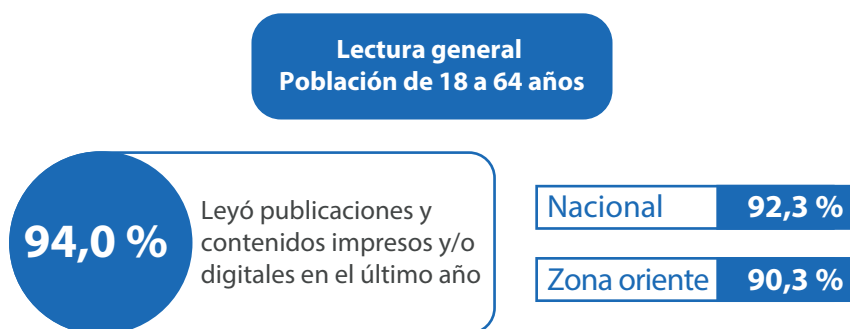 Lectura general
Población de 18 a 64 años
94,0 %
Leyó publicaciones y
contenidos impresos y/o
digitales en el último año
Nacional 92,3 %
Zona oriente 90,3 %